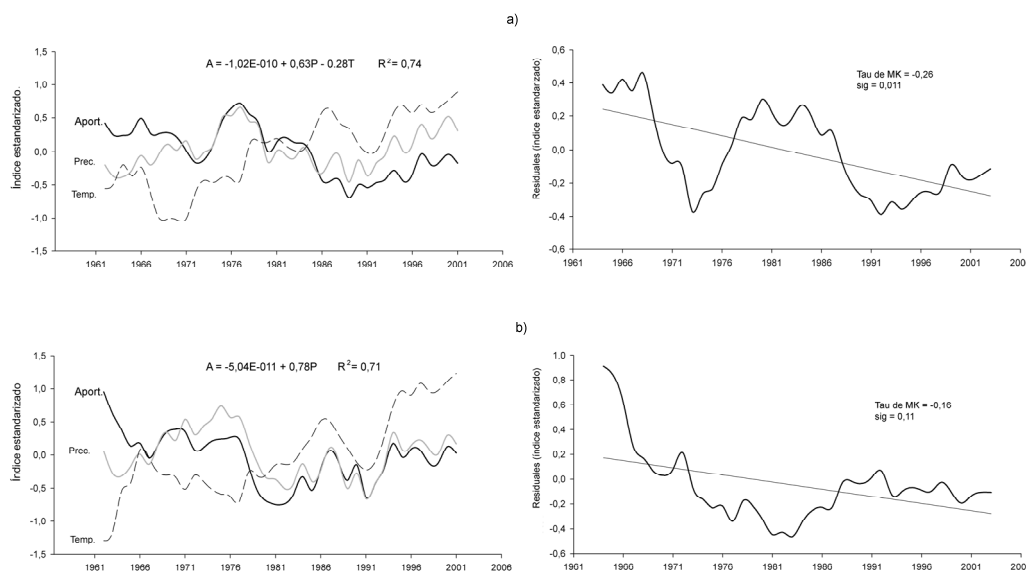 a)
A = -1,02E-010 + 0,63P - 0.28T R2 = 0,74
Índice estandarizado.
1,5
1,0
0,5
0,0
-0,5
-1,0
-1,5
Aport.
Prec.
Temp.
1961 1966 1971 1976 1981 1986 1991 1996 2001 2006
Residuales (índice estandarizado)
0,6
0,4
0,2
0,0
-0,2
-0,4
-0,6
Tau de MK = -0,26
sig = 0,011
1961 1966 1971 1976 1981 1986 1991 1996 2001 200
b)
A = -5,04E-011 + 0,78P R2 = 0,71
Índice estandarizado
1,5
1,0
0,5
0,0
-0,5
-1,0
-1,5
Aport.
Prec.
Temp.
1961 1966 1971 1976 1981 1986 1991 1996 2001 2006
Residuales (índice estandarizado)
1,0
0,8
0,6
0,4
0,2
0,0
-0,2
-0,4
-0,6
Tau de MK = -0,16
sig = 0,11
1901 1900 1971 1976 1981 1980 1991 1996 2001 200